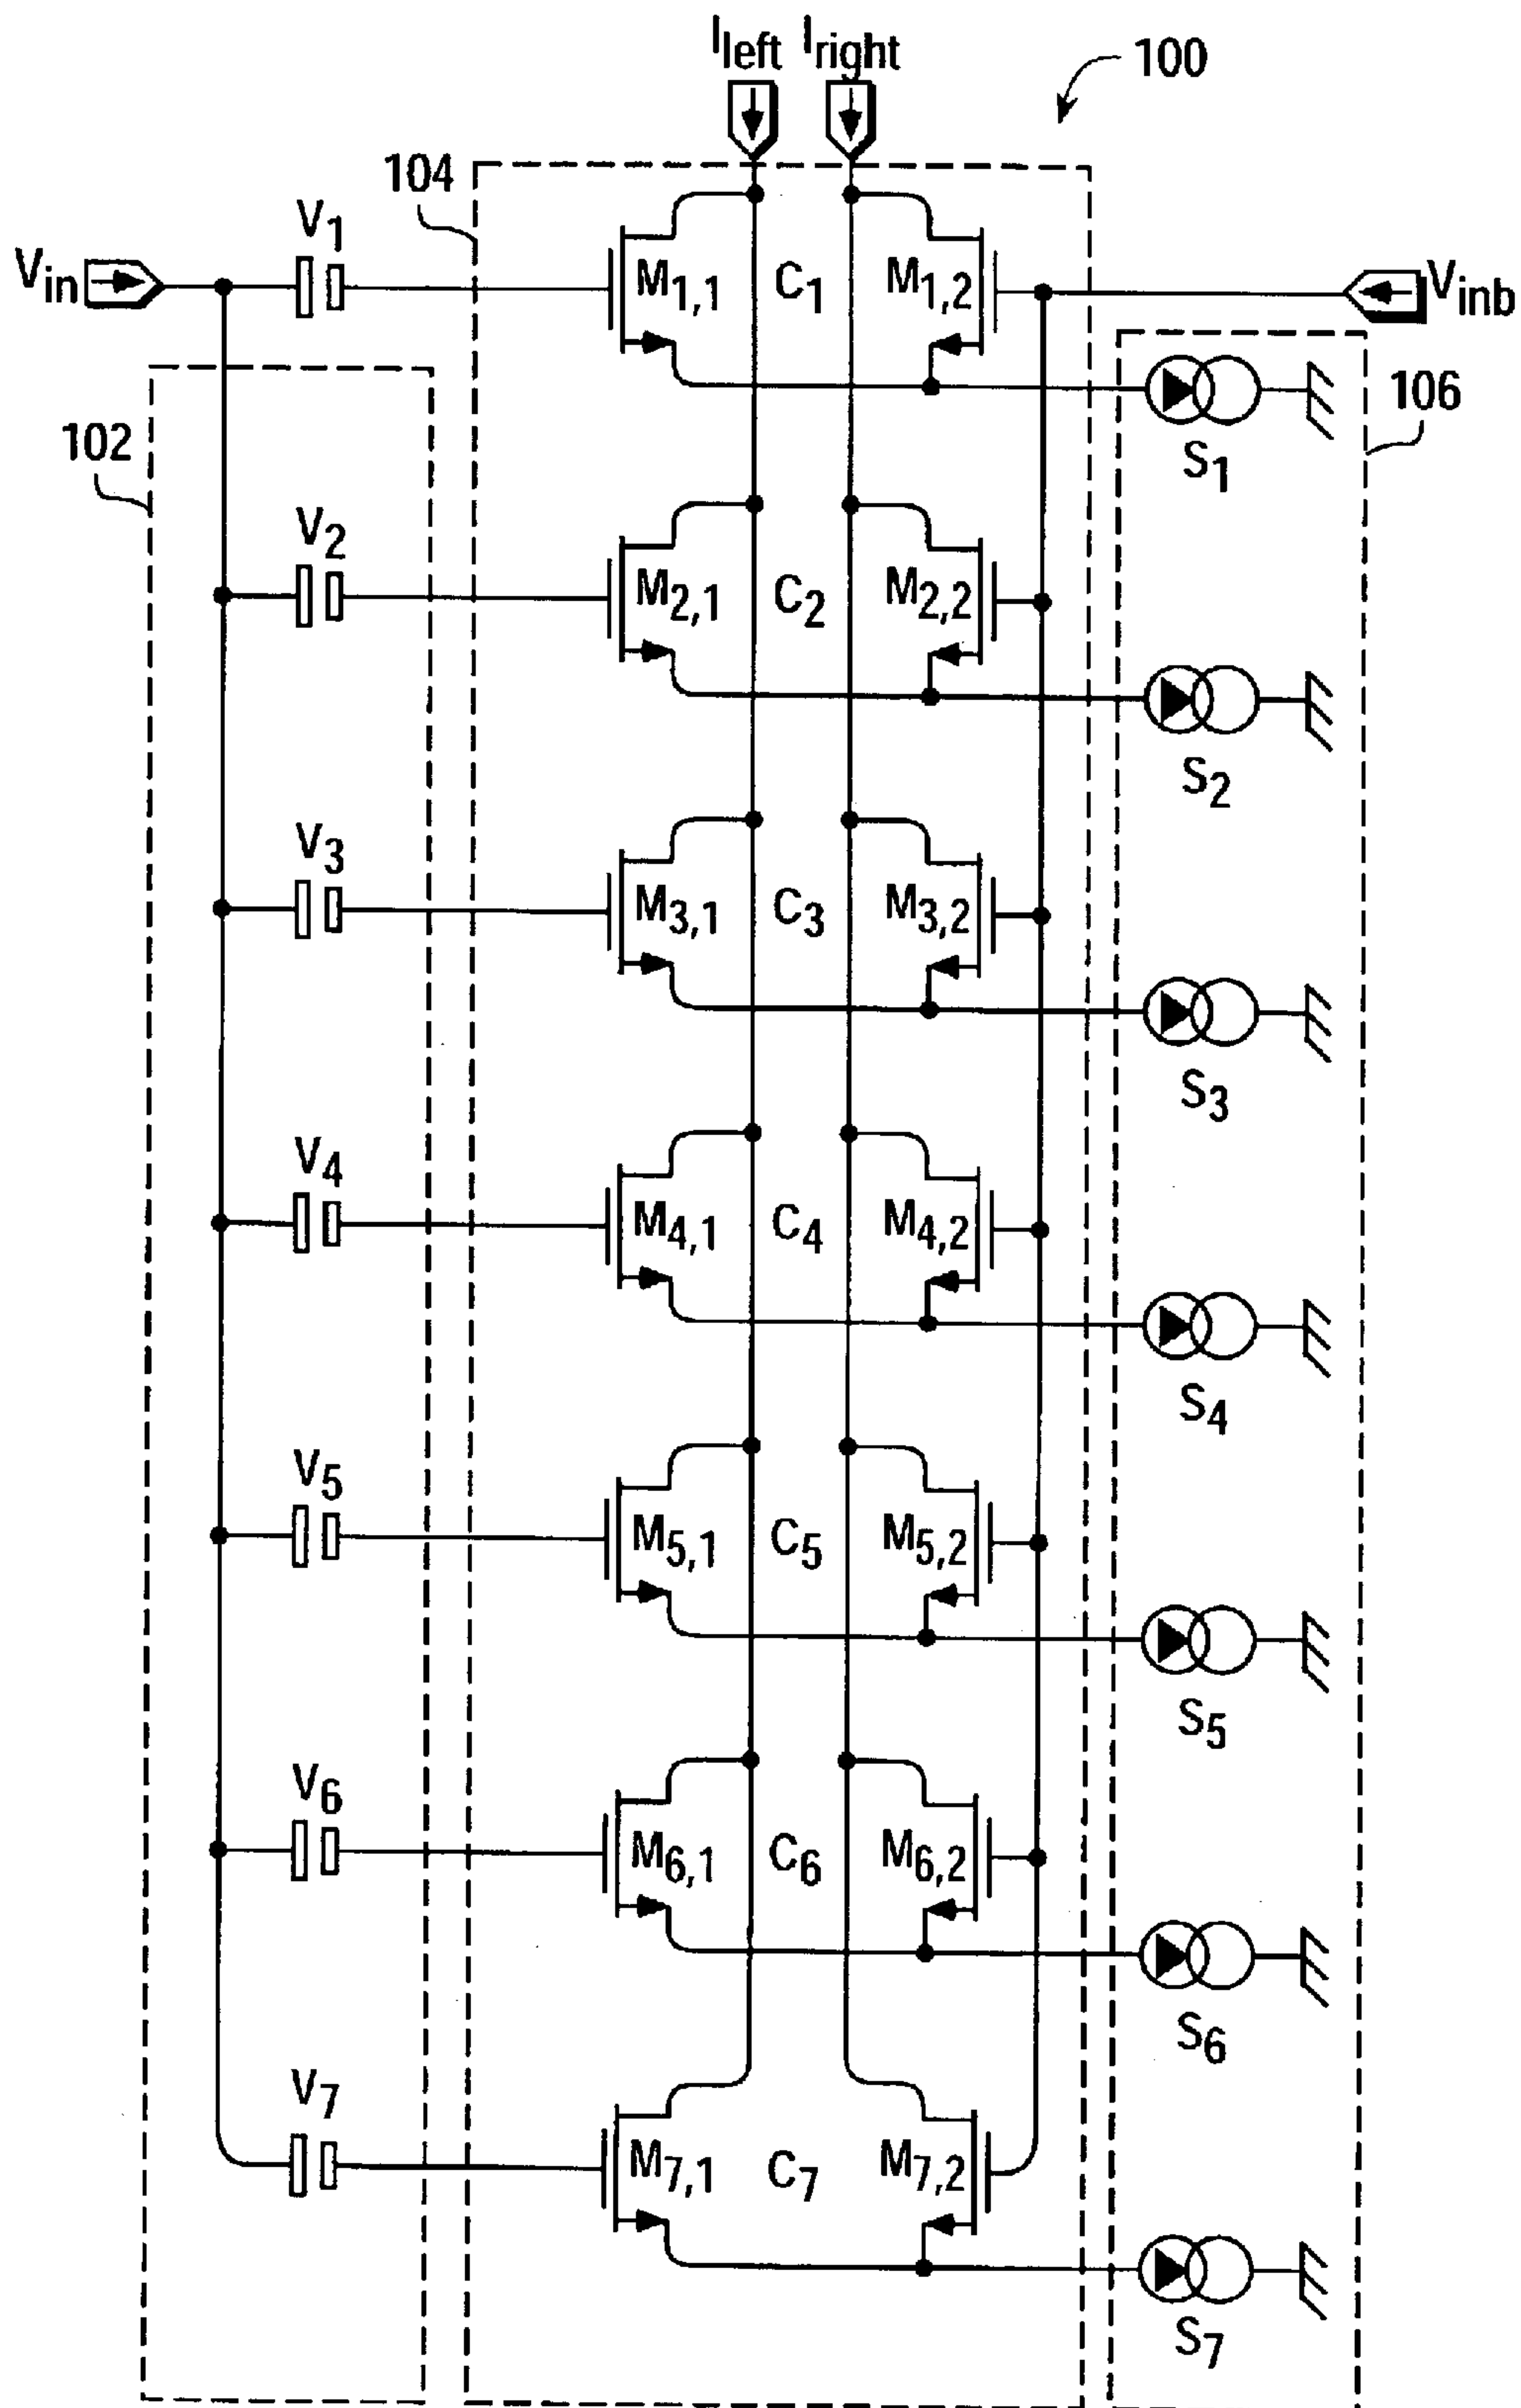 I_left I_right
100
104
V_1
V_in
M_1,1 C_1 M_1,2
V_inb
106
102
S_1
V_2
M_2,1 C_2 M_2,2
S_2
V_3
M_3,1 C_3 M_3,2
S_3
V_4
M_4,1 C_4 M_4,2
S_4
V_5
M_5,1 C_5 M_5,2
S_5
V_6
M_6,1 C_6 M_6,2
S_6
V_7
M_7,1 C_7 M_7,2
S_7